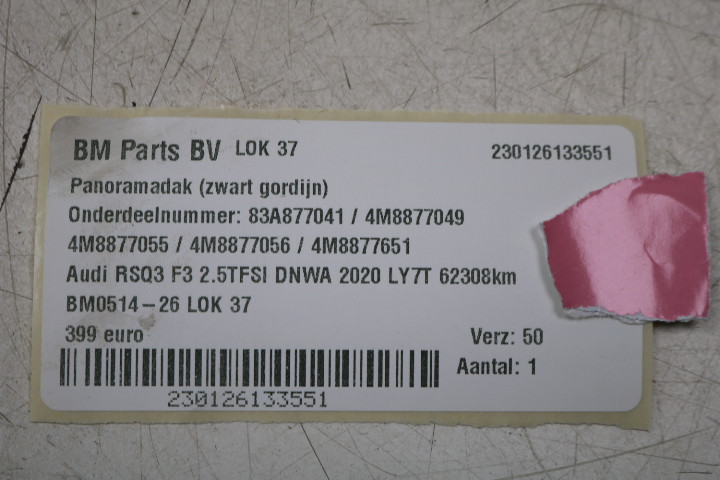 BM Parts BV LOK 37 230126133551
Panoramadak (zwart gordijn)
Onderdeelnummer: 83A877041 / 4M8877049
4M8877055 / 4M8877056 / 4M8877651
Audi RSQ3 F3 2.5TFSI DNWA 2020 LY7T 62308km
BM0514-26 LOK 37
399 euro Verz: 50
Aantal: 1
230126133551